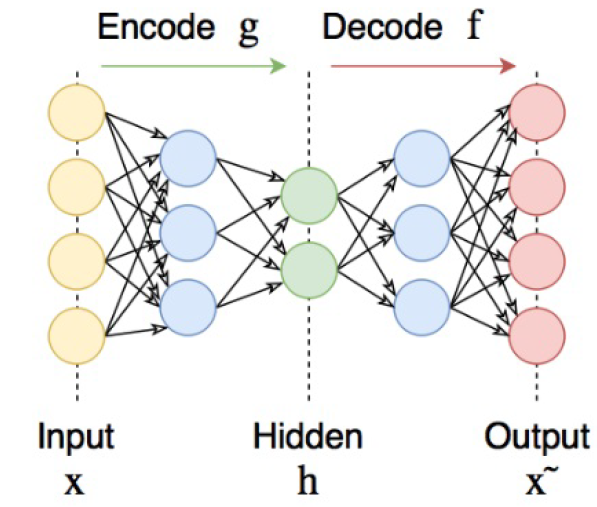 Encode g Decode f
Input Hidden Output
x h x˜